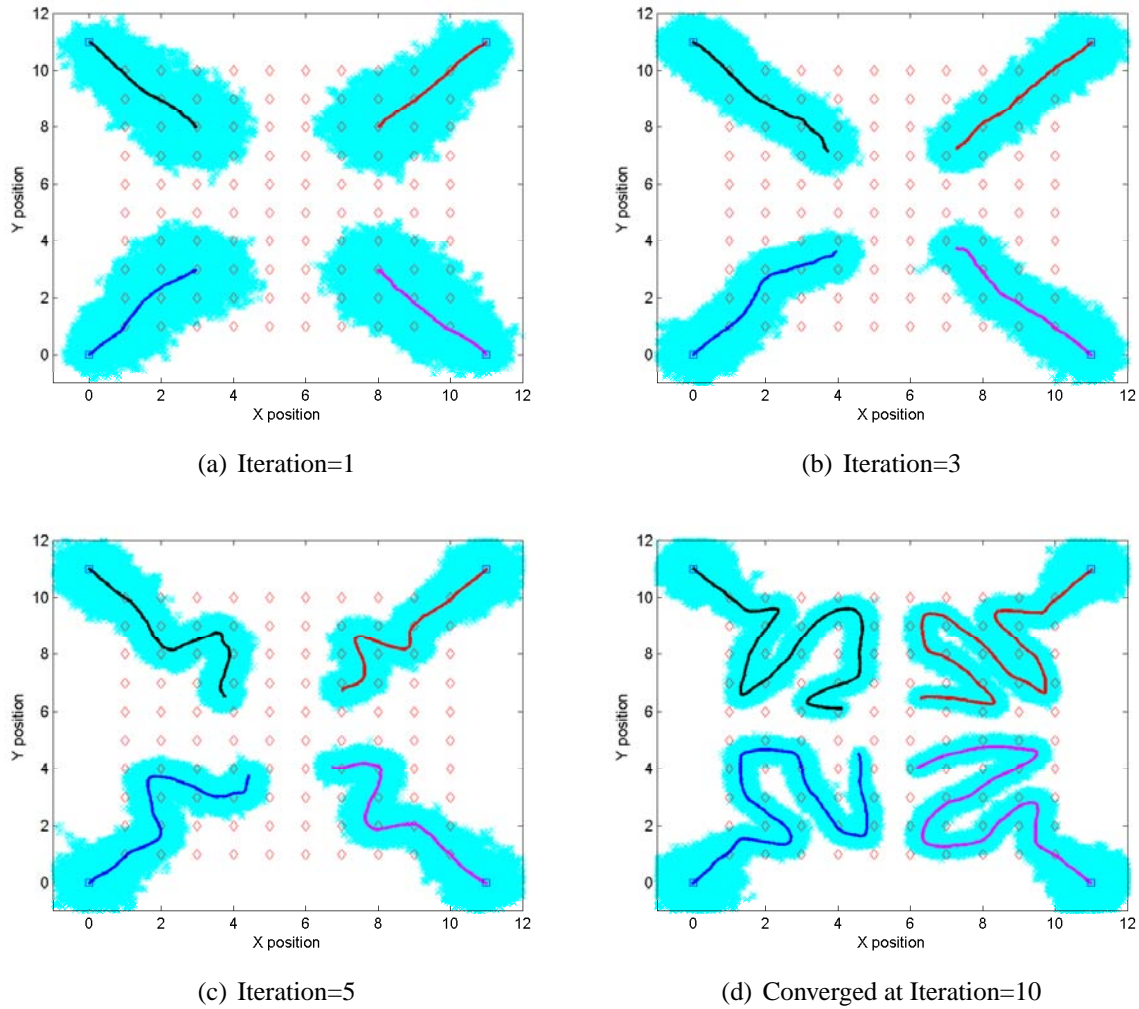 12
10
8
6
4
2
0
Y position
0 2 4 6 8 10 12
X position
(a) Iteration=1
12
10
8
6
4
2
0
Y position
0 2 4 6 8 10 12
X position
(b) Iteration=3
12
10
8
6
4
2
0
Y position
0 2 4 6 8 10 12
X position
(c) Iteration=5
12
10
8
6
4
2
0
Y position
0 2 4 6 8 10 12
X position
(d) Converged at Iteration=10